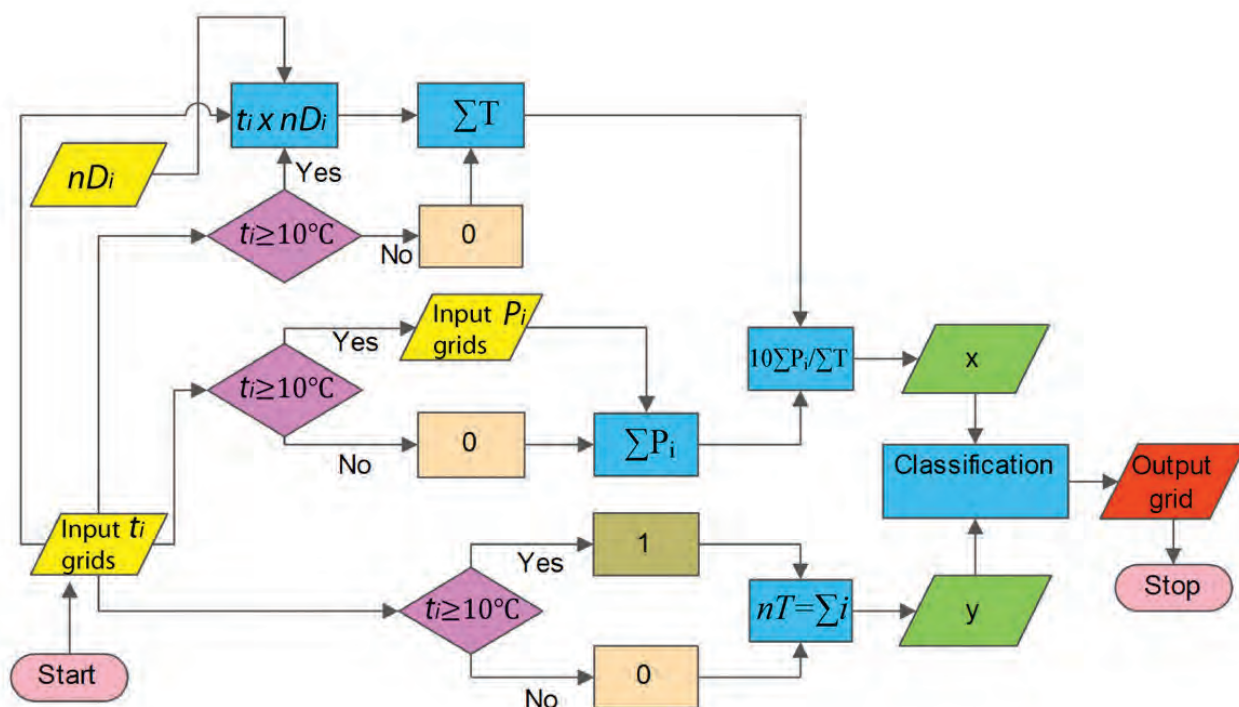 tᵢ x nDᵢ
∑T
nDᵢ
Yes
tᵢ≥10℃
No
0
Input Pᵢ
grids
Yes
tᵢ≥10℃
10∑Pᵢ/∑T
x
No
0
∑Pᵢ
Classification
Output
grid
Input tᵢ
grids
Yes
1
tᵢ≥10℃
nT=∑i
y
Stop
Start
No
0